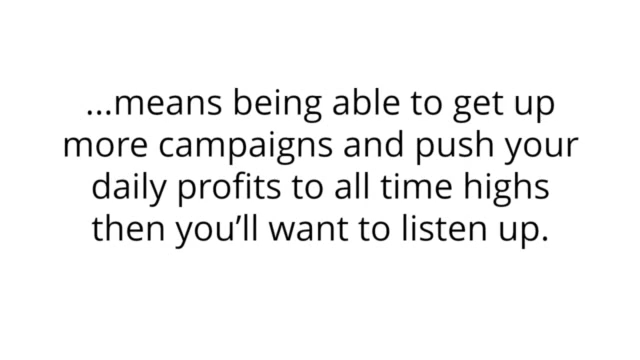 ...means being able to get up
more campaigns and push your
daily profits to all time highs
then you’ll want to listen up.